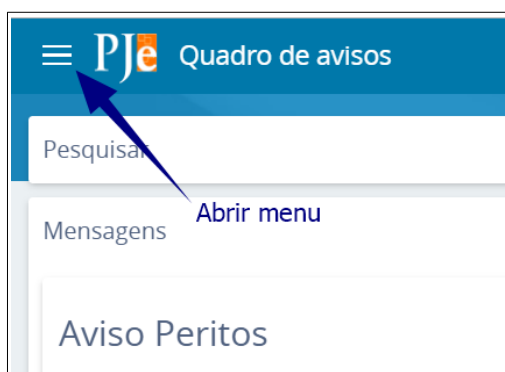 PJe Quadro de avisos
Pesquisar
Abrir menu
Mensagens
Aviso Peritos